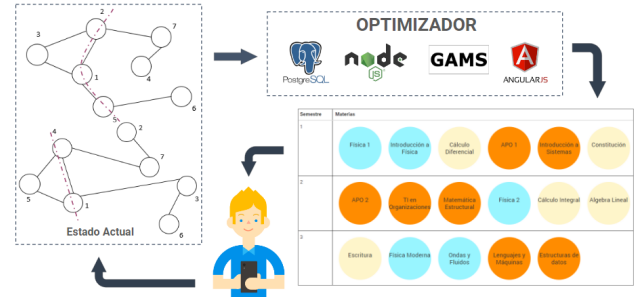 2
3
7
1
4
5
6
2
4
7
5
1
3
6
Estado Actual
OPTIMIZADOR
PostgreSQL
node
JS
GAMS
ANGULARJS
Semestre Materias
1
Física 1
Introducción a
Física
Cálculo
Diferencial
APO 1
Introducción a
Sistemas
Constitución
2
APO 2
TI en
Organizaciones
Matemática
Estructural
Física 2
Cálculo Integral
Algebra Lineal
3
Escritura
Física Moderna
Ondas y
Fluidos
Lenguajes y
Máquinas
Estructuras de
datos